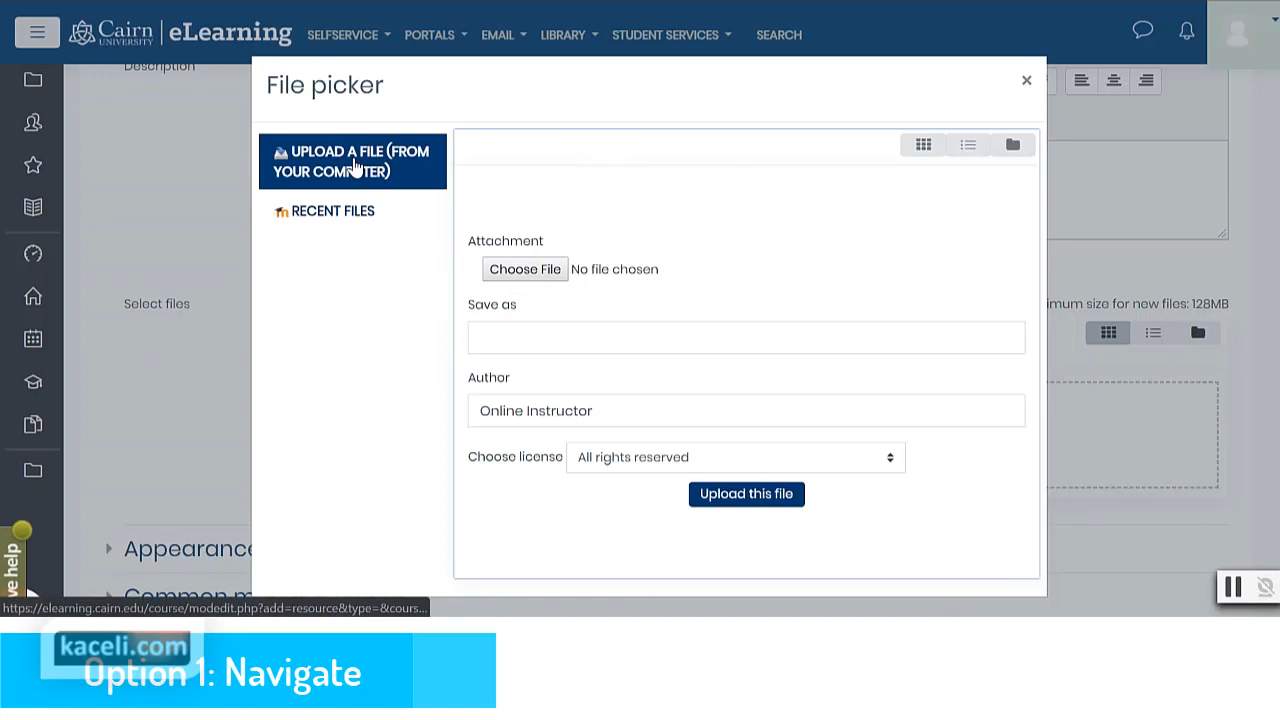 Cairn UNIVERSITY eLearning SELFSERVICE PORTALS EMAIL LIBRARY STUDENT SERVICES SEARCH
Description
File picker ×
UPLOAD A FILE (FROM
YOUR COMPUTER)
RECENT FILES
Attachment
Choose File No file chosen
Save as
Select files
imum size for new files: 128MB
Author
Online Instructor
Choose license All rights reserved
Upload this file
Appearance
Common m
ve help
https://elearning.cairn.edu/course/modedit.php?add=resource&type=&cours...
kaceli.com
Option 1: Navigate